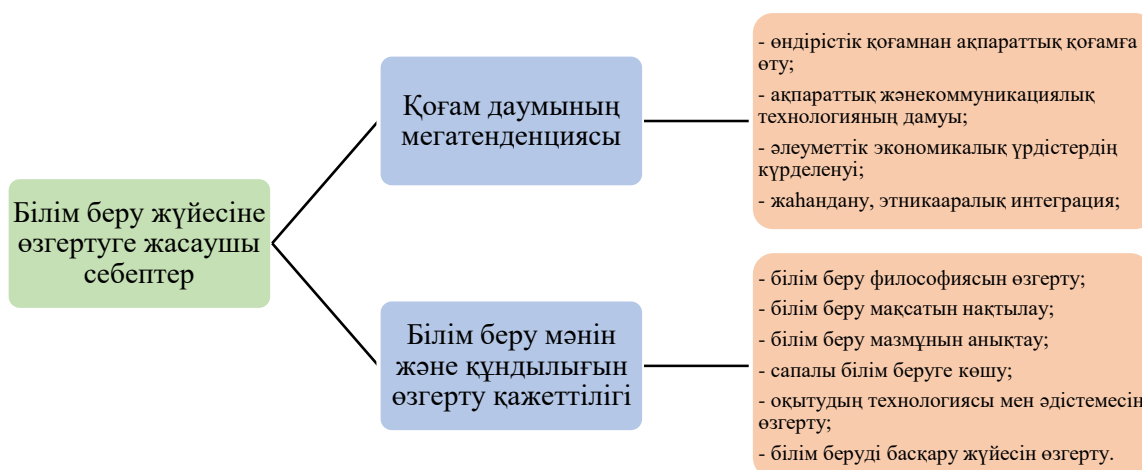 Білім беру жүйесіне
өзгертуге жасаушы
себептер
Қоғам даумының
мегатенденциясы
- өндірістік қоғамнан ақпараттық қоғамға
өту;
- ақпараттық жәнекоммуникациялық
технологияның дамуы;
- әлеуметтік экономикалық үрдістердің
күрделенуі;
- жаһандану, этникааралық интеграция;
Білім беру мәнін
және құндылығын
өзгерту қажеттілігі
- білім беру философиясын өзгерту;
- білім беру мақсатын нақтылау;
- білім беру мазмұнын анықтау;
- сапалы білім беруге көшу;
- оқытудың технологиясы мен әдістемесін
өзгерту;
- білім беруді басқару жүйесін өзгерту.